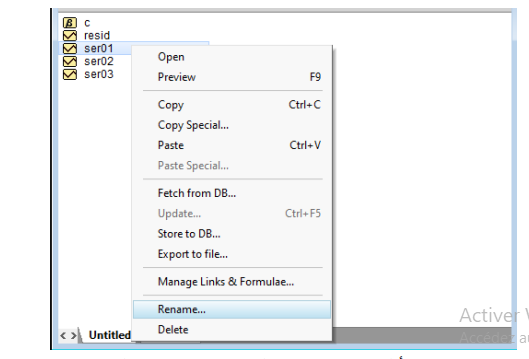 c
resid
ser01
ser02
ser03
Open
Preview F9
Copy Ctrl+C
Copy Special...
Paste Ctrl+V
Paste Special...
Fetch from DB...
Update... Ctrl+F5
Store to DB...
Export to file...
Manage Links & Formulae...
Rename...
Delete
< > Untitled
Activer
Accédez a